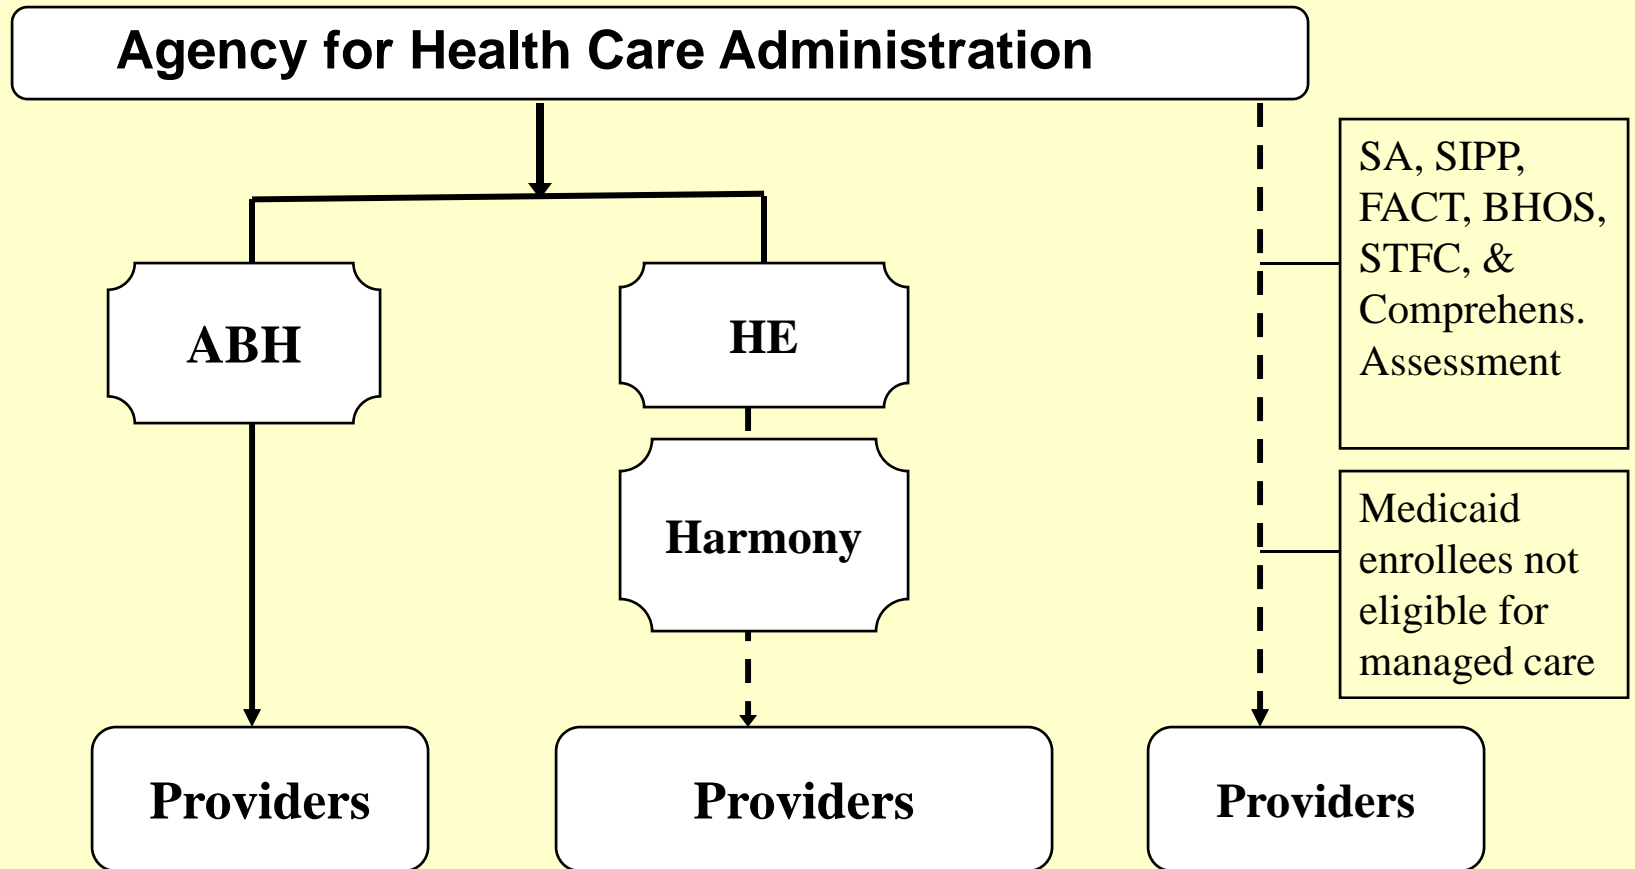 Agency for Health Care Administration
SA, SIPP,
FACT, BHOS,
STFC, &
Comprehens.
Assessment
ABH
HE
Harmony
Medicaid
enrollees not
eligible for
managed care
Providers
Providers
Providers